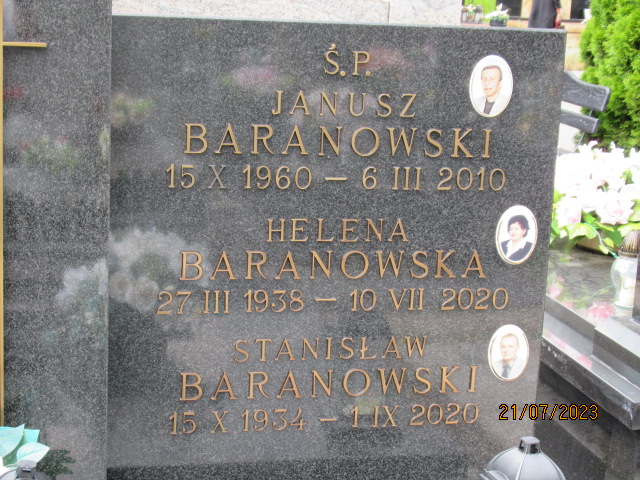 Ś.P.
JANUSZ
BARANOWSKI
15 X 1960 – 6 III 2010
HELENA
BARANOWSKA
27 III 1938 – 10 VII 2020
STANISŁAW
BARANOWSKI
15 X 1934 – 1 IX 2020
21/07/2023